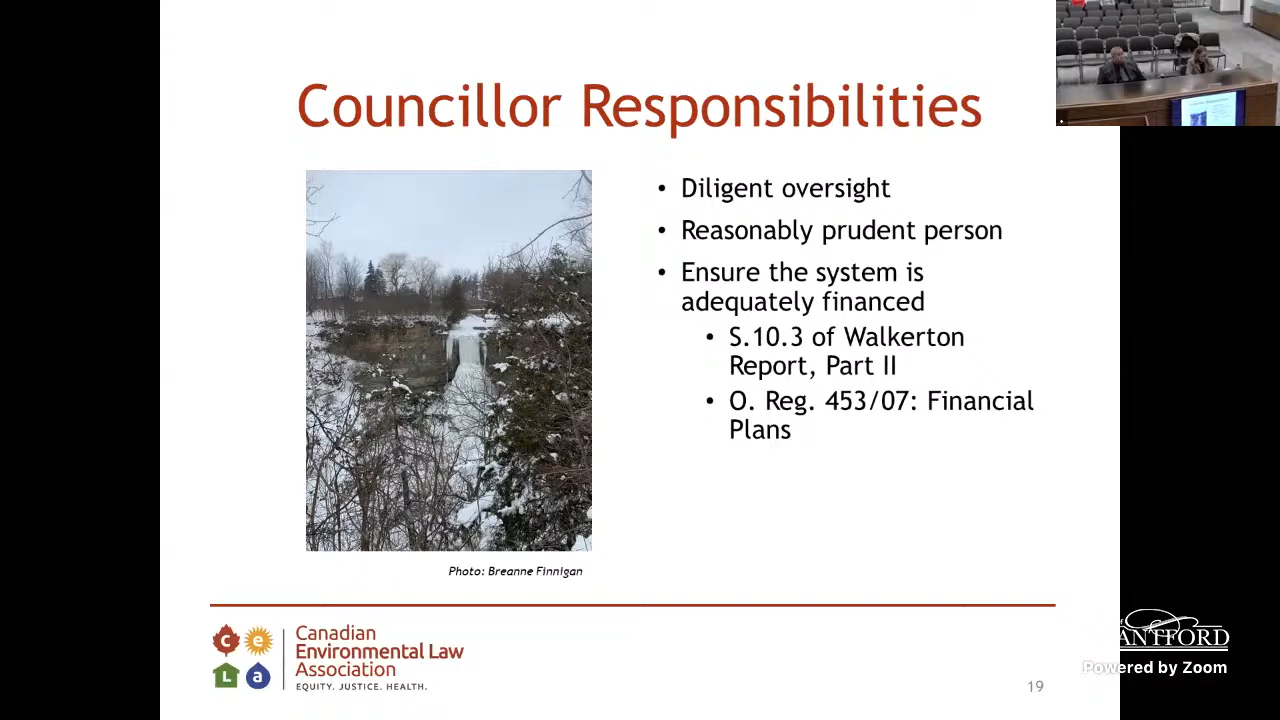 Councillor Responsibilities
• Diligent oversight
• Reasonably prudent person
• Ensure the system is
adequately financed
• S.10.3 of Walkerton
Report, Part II
• O. Reg. 453/07: Financial
Plans
Photo: Breanne Finnigan
c e L a
Canadian
Environmental Law
Association
EQUITY. JUSTICE. HEALTH.
19
ANTFORD
Powered by Zoom